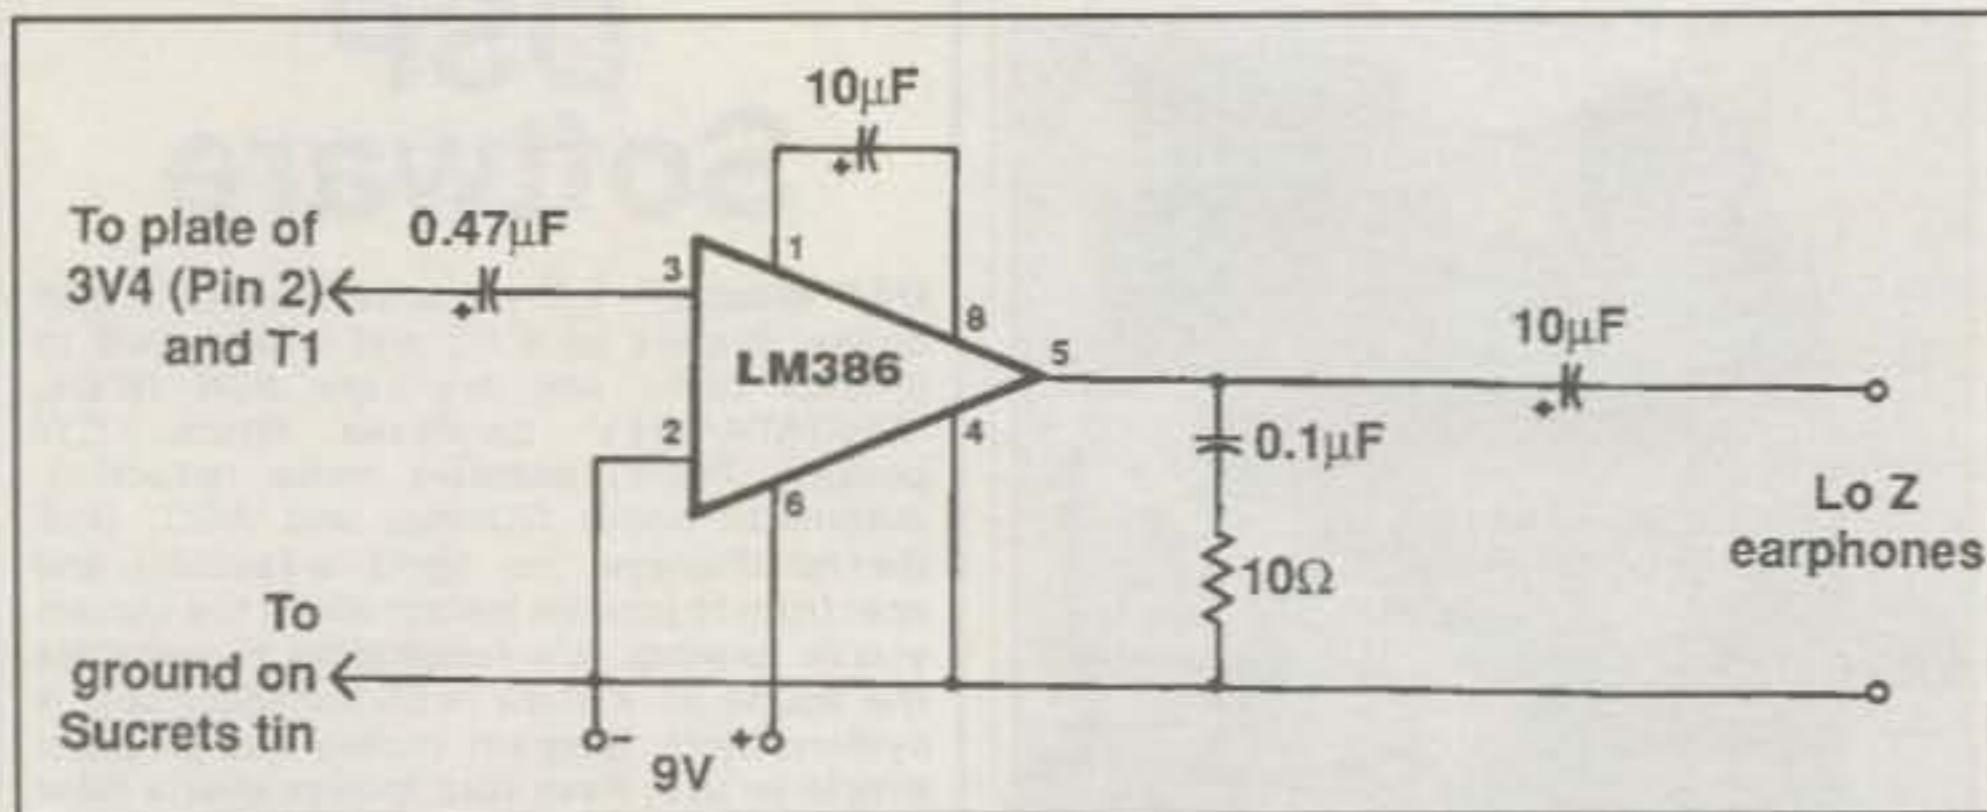 10µF
To plate of
3V4 (Pin 2)
and T1
0.47µF
3
1
8
LM386
5
10µF
2
4
6
0.1µF
10Ω
Lo Z
earphones
To
ground on
Sucrets tin
-
+
9V